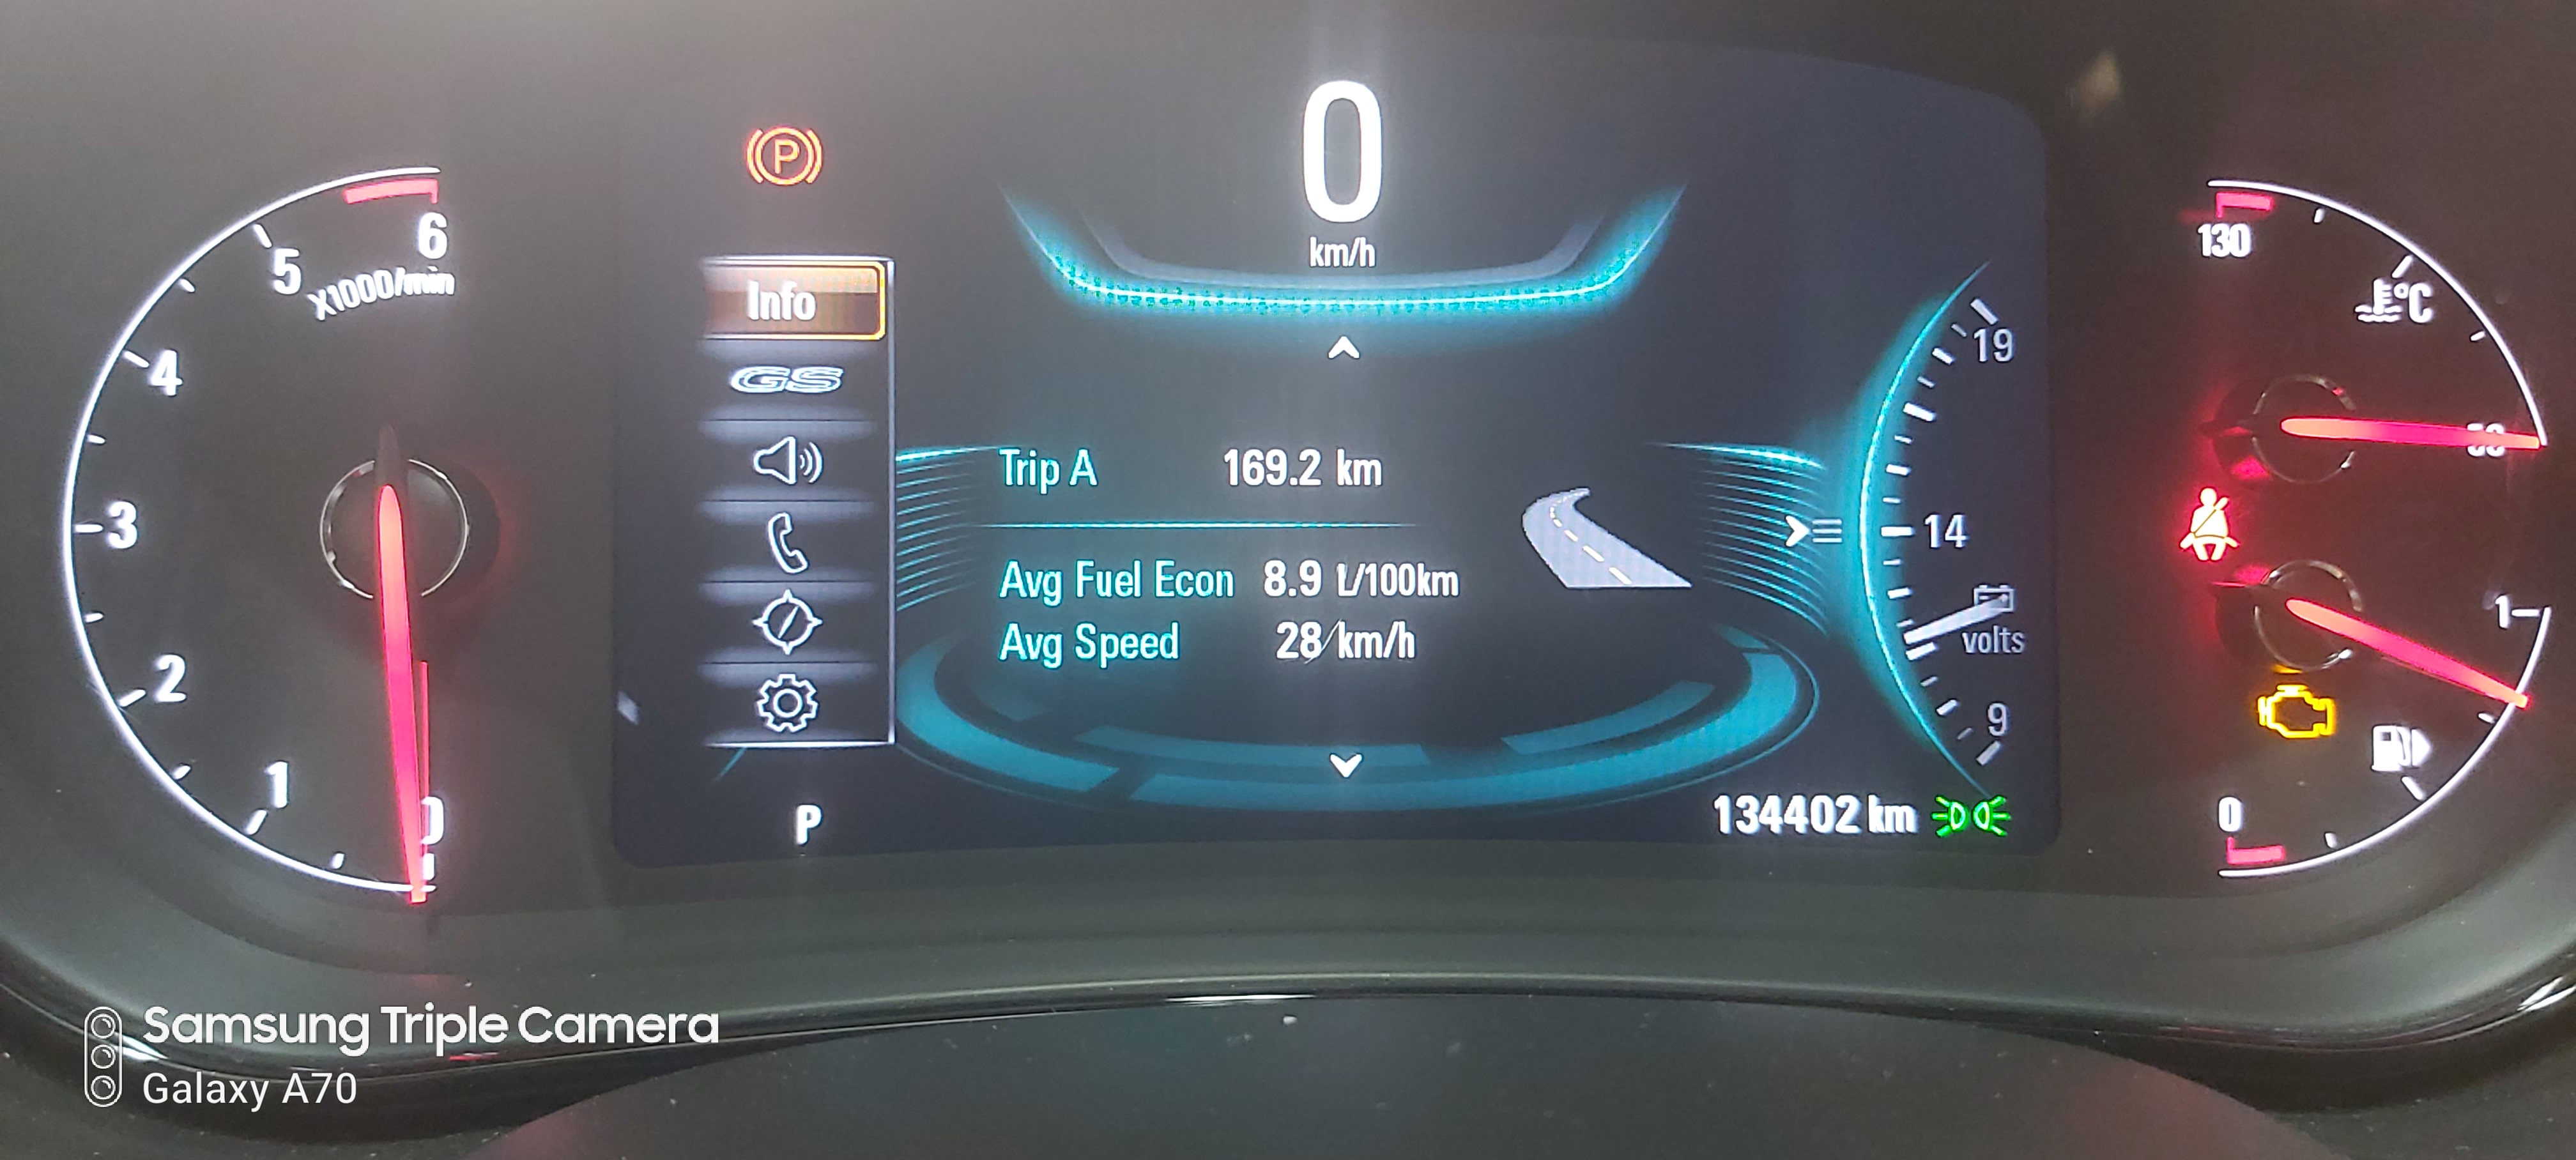 0
km/h
6
5
x1000/min
4
3
2
1
0
P
Info
GS
Trip A 169.2 km
Avg Fuel Econ 8.9 L/100km
Avg Speed 28 km/h
P
19
14
volts
9
134402 km
130
°C
1
0
Samsung Triple Camera
Galaxy A70